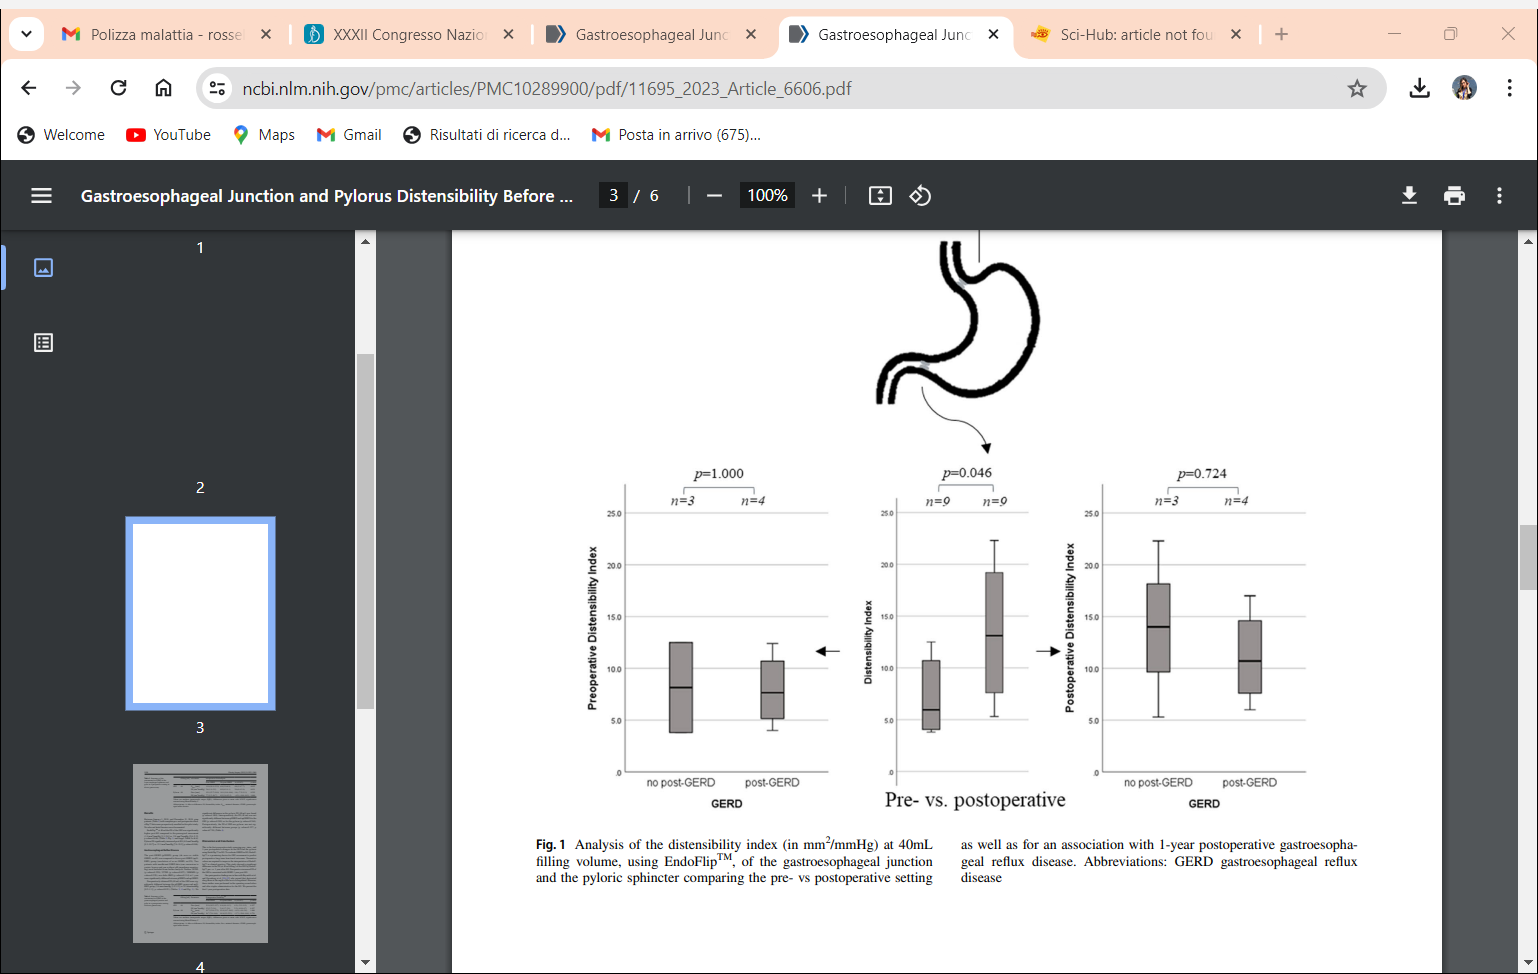 Polizza malattia - rosse
XXXII Congresso Nazio
Gastroesophageal Junc
Gastroesophageal Junc
Sci-Hub: article not fou
ncbi.nlm.nih.gov/pmc/articles/PMC10289900/pdf/11695_2023_Article_6606.pdf
Welcome YouTube Maps Gmail Risultati di ricerca d... Posta in arrivo (675)...
Gastroesophageal Junction and Pylorus Distensibility Before ... 3 / 6 100%
1
2
3
4
p=1.000
n=3 n=4
25.0
20.0
15.0
10.0
5.0
.0
Preoperative Distensibility Index
no post-GERD post-GERD
GERD
p=0.046
n=9 n=9
25.0
20.0
15.0
10.0
5.0
.0
Distensibility Index
Pre- vs. postoperative
p=0.724
n=3 n=4
25.0
20.0
15.0
10.0
5.0
.0
Postoperative Distensibility Index
no post-GERD post-GERD
GERD
Fig. 1 Analysis of the distensibility index (in mm²/mmHg) at 40mL
filling volume, using EndoFlip™, of the gastroesophageal junction
and the pyloric sphincter comparing the pre- vs postoperative setting
as well as for an association with 1-year postoperative gastroesopha-
geal reflux disease. Abbreviations: GERD gastroesophageal reflux
disease